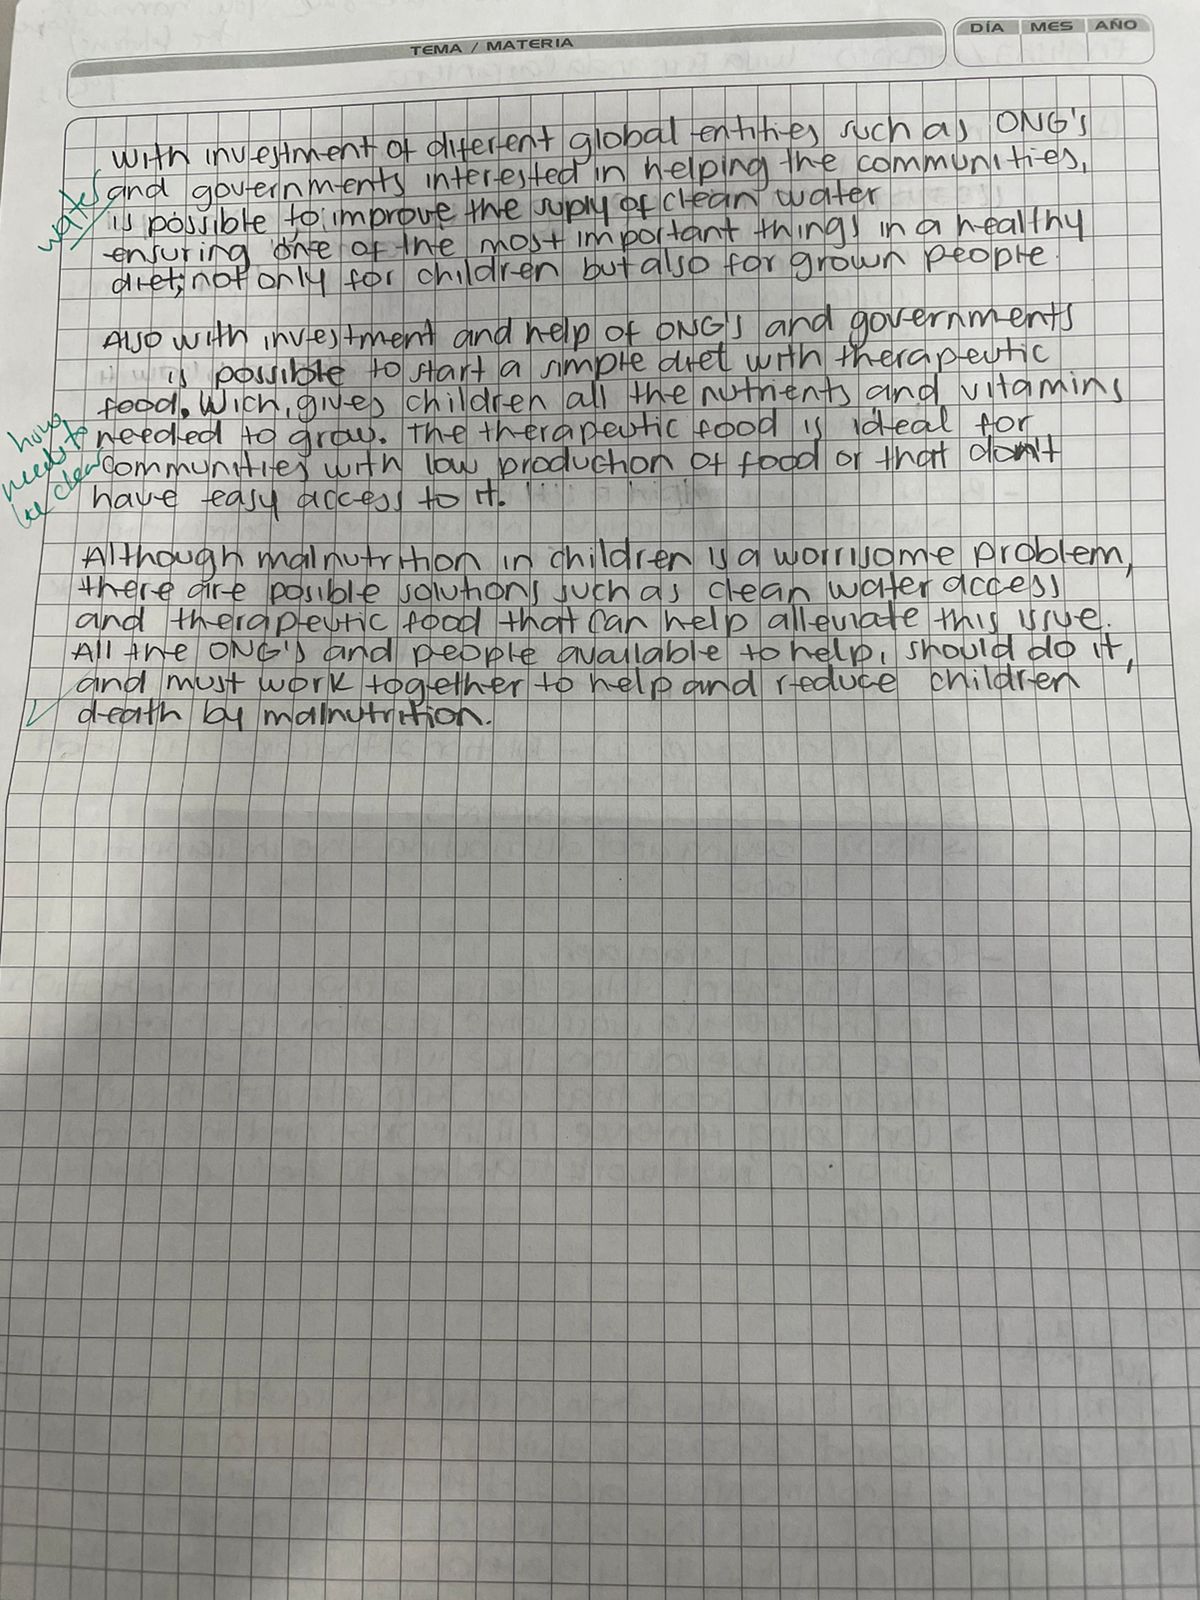 TEMA / MATERIA
DÍA MES AÑO
With investment of diferent global entities such as ONG's
and governments interested in helping the communities,
is possible to improve the suply of clean water
ensuring one of the most important things in a healthy
diet; not only for children but also for grown people.
Also with investment and help of ONG's and governments
is possible to start a simple diet with therapeutic
food. Wich, gives children all the nutrients and vitamins
needed to grow. The therapeutic food is ideal for
communities with low production of food or that don't
have easy access to it.
Although malnutrition in children is a worrisome problem,
there are posible solutions such as clean water access
and therapeutic food that can help alleviate this issue.
All the ONG's and people available to help, should do it,
and must work together to help and reduce children
death by malnutrition.
water
how
needs to
be clear